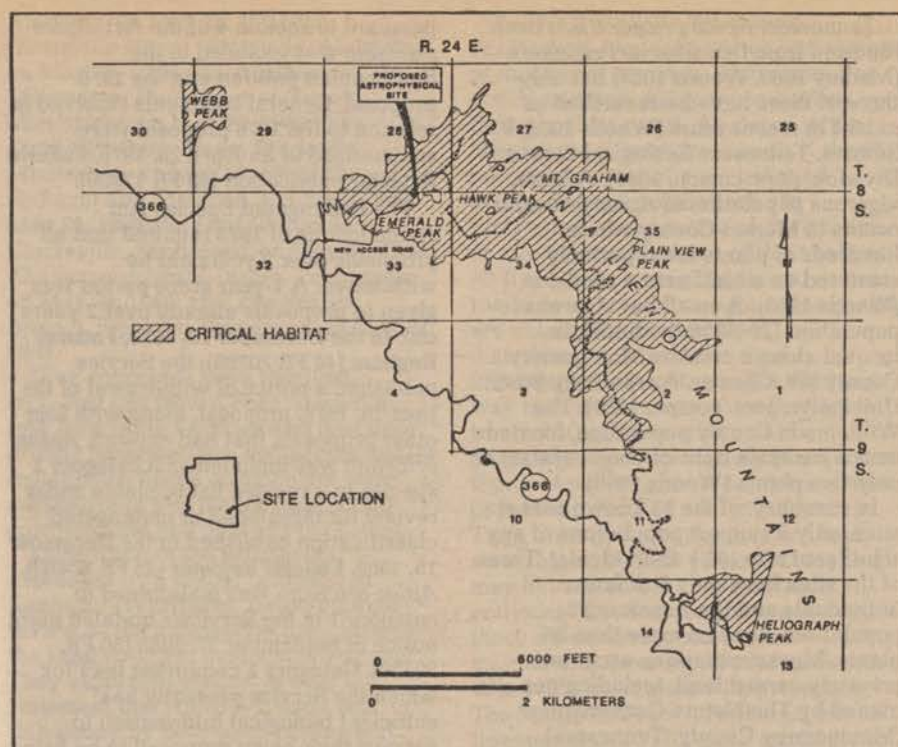 R. 24 E.
PROPOSED
ASTROPHYSICAL
SITE
WEBB
PEAK
30
29
28
27
26
25
MT. GRAHAM
T.
8
S.
366
HAWK PEAK
EMERALD
PEAK
NEW ACCESS ROAD
32
33
34
35
PLAIN VIEW
PEAK
CRITICAL HABITAT
4
3
2
1
MOUNTAINS
T.
9
S.
SITE LOCATION
366
10
11
12
14
13
HELIOGRAPH
PEAK
0 6000 FEET
0 2 KILOMETERS